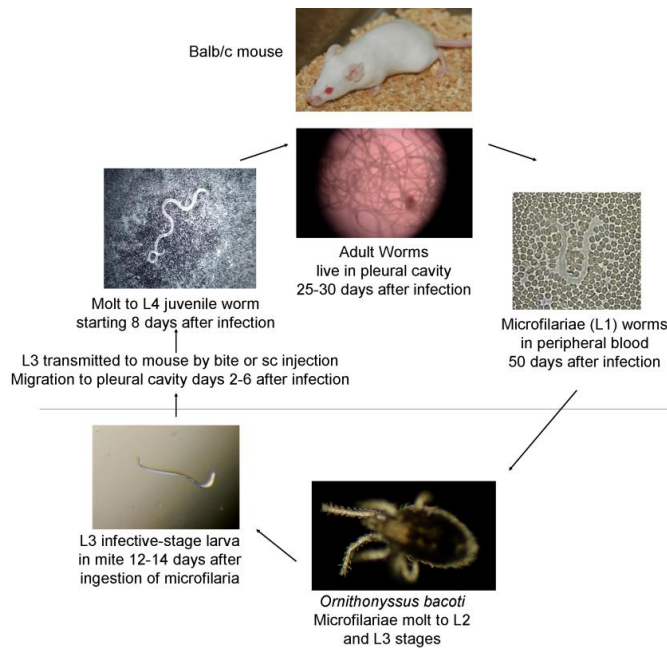 Balb/c mouse
Adult Worms
live in pleural cavity
25-30 days after infection
Microfilariae (L1) worms
in peripheral blood
50 days after infection
Molt to L4 juvenile worm
starting 8 days after infection
L3 transmitted to mouse by bite or sc injection
Migration to pleural cavity days 2-6 after infection
L3 infective-stage larva
in mite 12-14 days after
ingestion of microfilaria
Ornithonyssus bacoti
Microfilariae molt to L2
and L3 stages